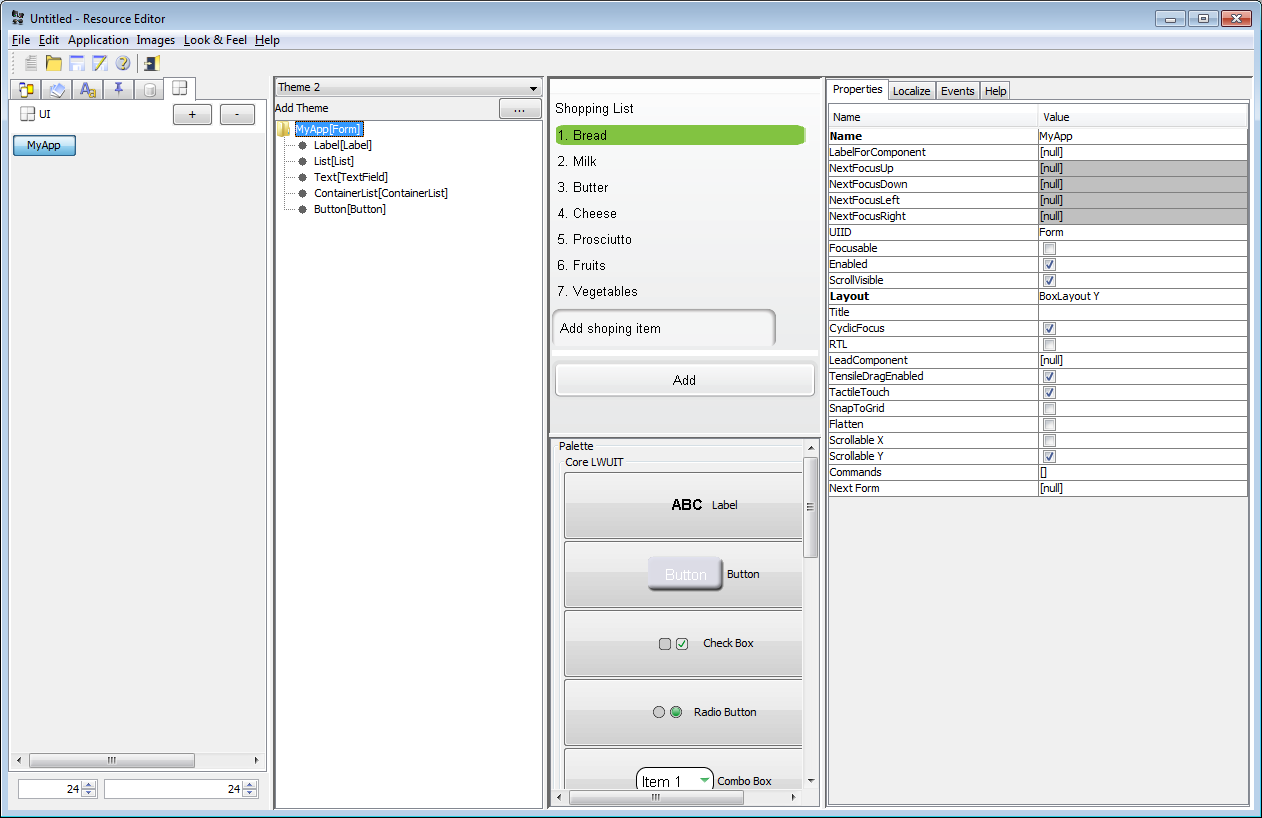 Untitled - Resource Editor
File Edit Application Images Look & Feel Help
UI
+ -
MyApp
24 24
Theme 2
Add Theme ...
MyApp[Form]
Label[Label]
List[List]
Text[TextField]
ContainerList[ContainerList]
Button[Button]
Shopping List
1. Bread
2. Milk
3. Butter
4. Cheese
5. Prosciutto
6. Fruits
7. Vegetables
Add shoping item
Add
Palette
Core LWUIT
ABC Label
Button Button
Check Box
Radio Button
Item 1 Combo Box
Properties Localize Events Help
Name Value
Name MyApp
LabelForComponent [null]
NextFocusUp [null]
NextFocusDown [null]
NextFocusLeft [null]
NextFocusRight [null]
UIID Form
Focusable
Enabled
ScrollVisible
Layout BoxLayout Y
Title
CyclicFocus
RTL
LeadComponent [null]
TensileDragEnabled
TactileTouch
SnapToGrid
Flatten
Scrollable X
Scrollable Y
Commands []
Next Form [null]